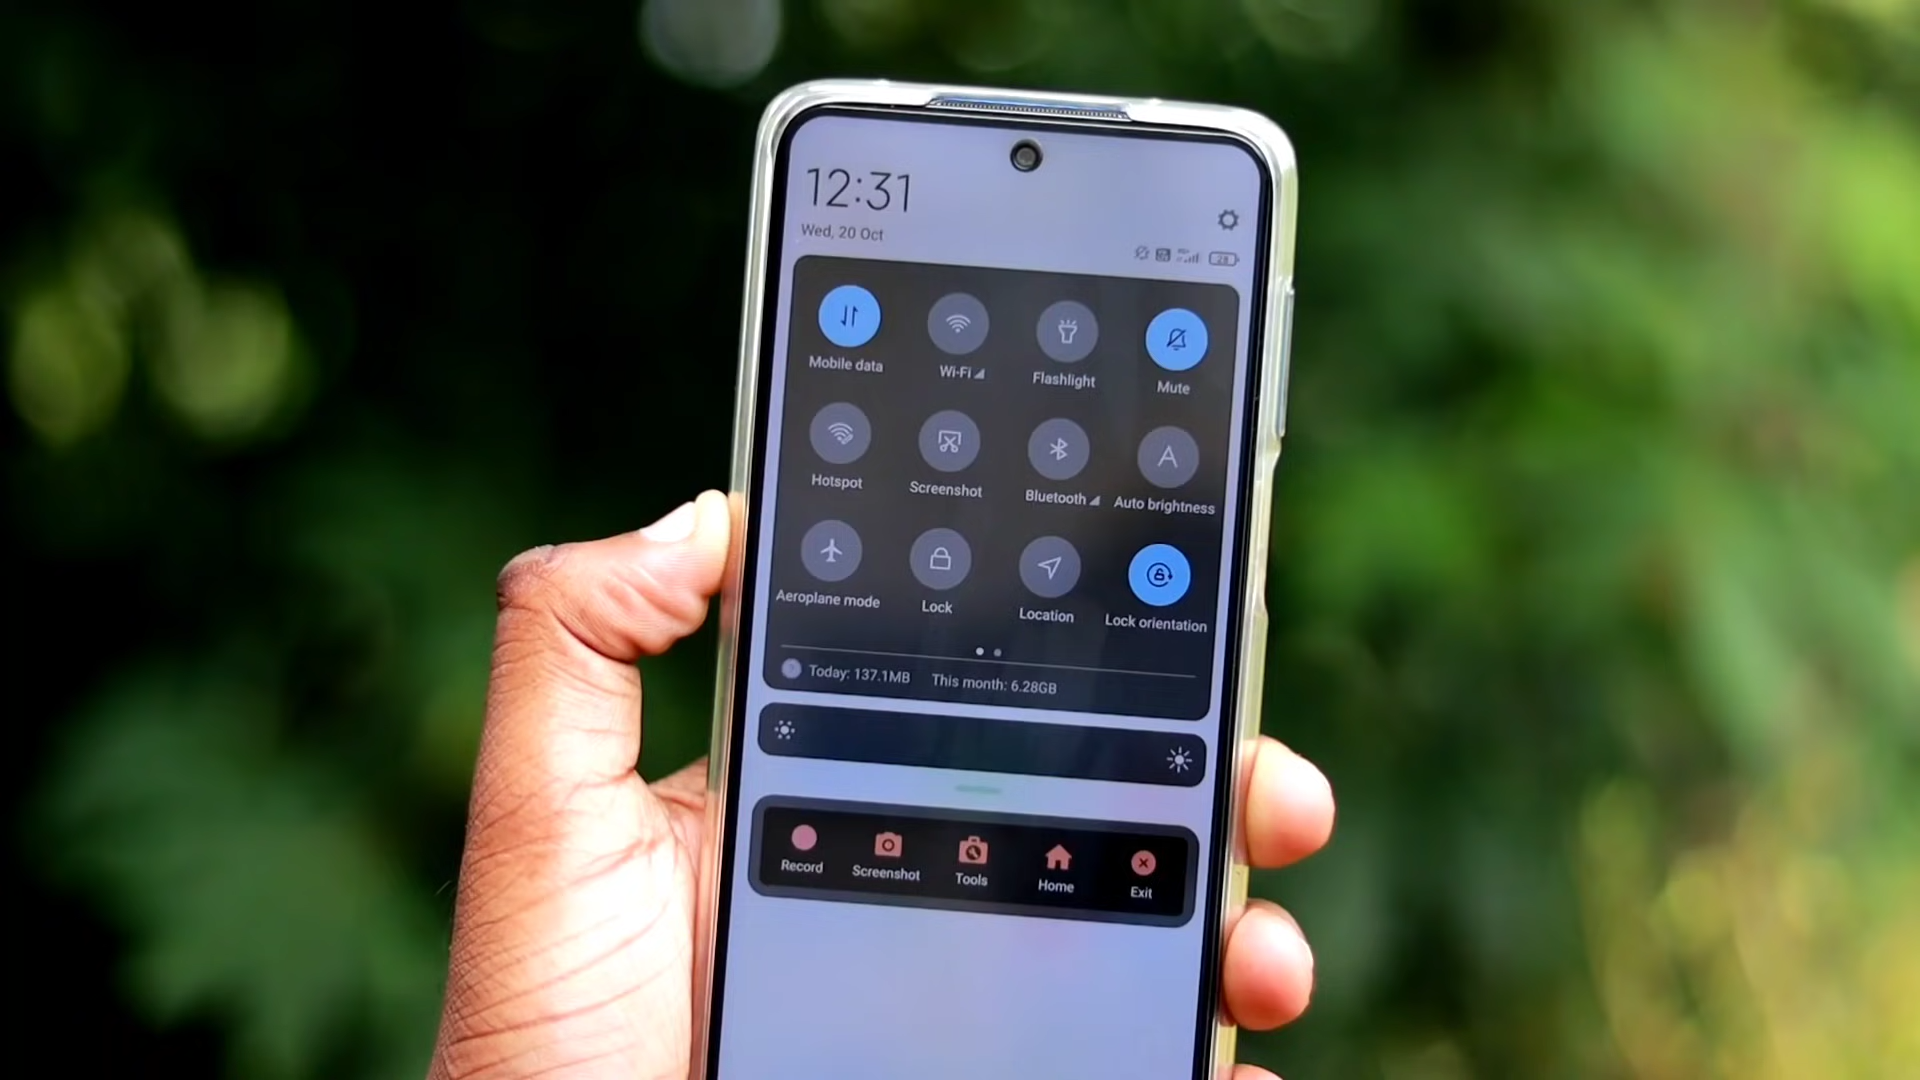 12:31
Wed, 20 Oct
28
Mobile data
Wi-Fi
Flashlight
Mute
Hotspot
Screenshot
Bluetooth
A
Auto brightness
Aeroplane mode
Lock
Location
Lock orientation
Today: 137.1MB This month: 6.28GB
Record
Screenshot
Tools
Home
Exit